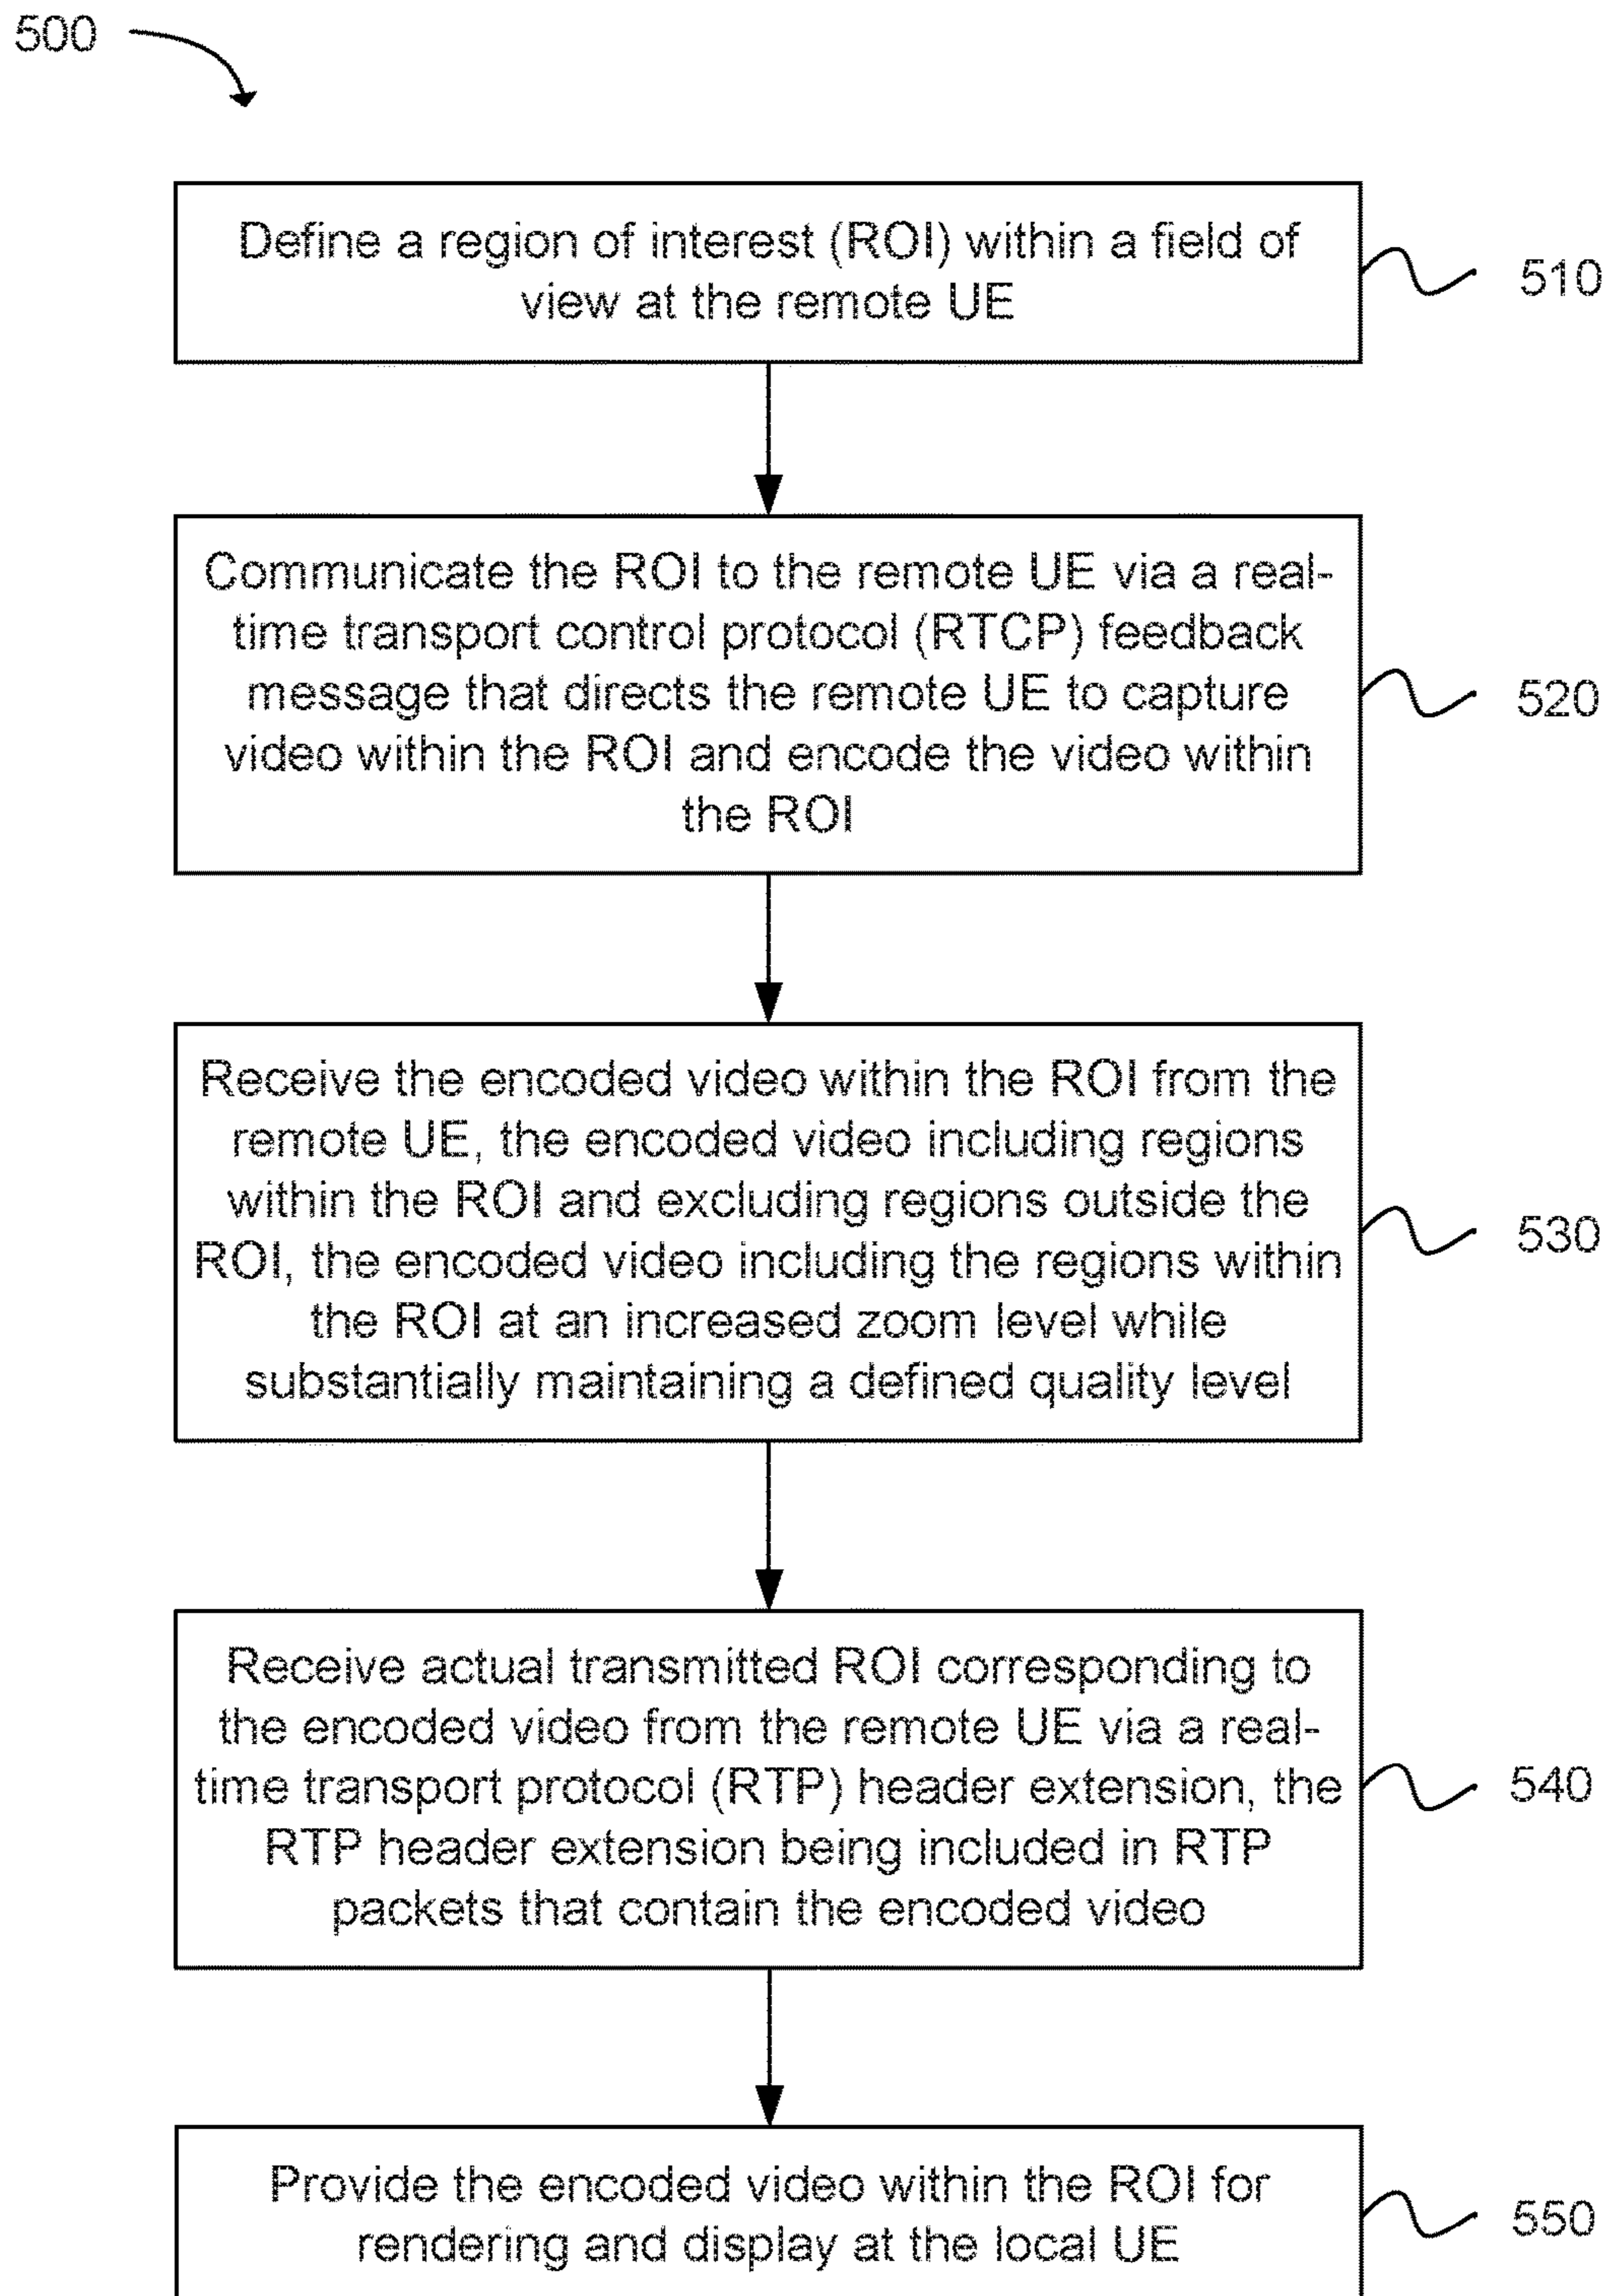 500
Define a region of interest (ROI) within a field of
view at the remote UE
510
Communicate the ROI to the remote UE via a real-
time transport control protocol (RTCP) feedback
message that directs the remote UE to capture
video within the ROI and encode the video within
the ROI
520
Receive the encoded video within the ROI from the
remote UE, the encoded video including regions
within the ROI and excluding regions outside the
ROI, the encoded video including the regions within
the ROI at an increased zoom level while
substantially maintaining a defined quality level
530
Receive actual transmitted ROI corresponding to
the encoded video from the remote UE via a real-
time transport protocol (RTP) header extension, the
RTP header extension being included in RTP
packets that contain the encoded video
540
Provide the encoded video within the ROI for
rendering and display at the local UE
550